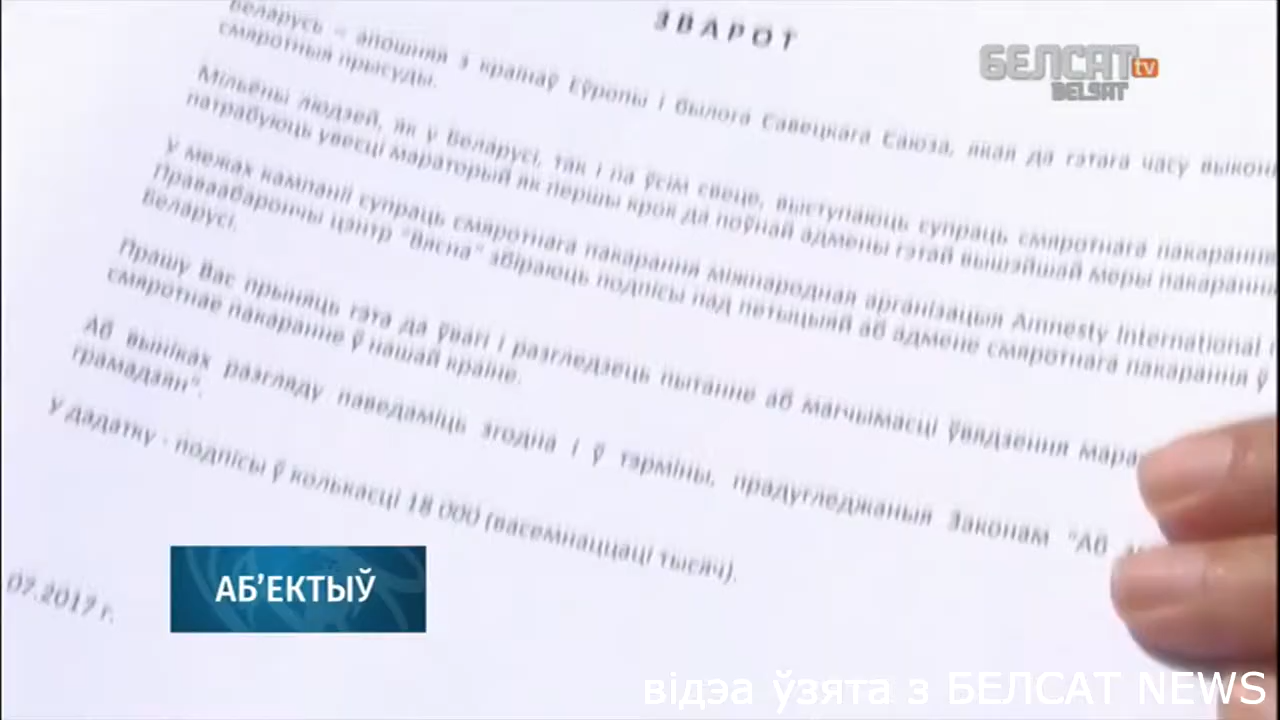 ЗВАРОТ
БЕЛСАТ tv
BELSAT
Беларусь – апошняя з краінаў Еўропы і былога Савецкага Саюза, якая да гэтага часу
смяротныя прысуды.
Мільёны людзей, як у Беларусі, так і па ўсім свеце, выступаюць супраць смяротнага пакарання
патрабуюць увесці мараторый як першы крок да поўнай адмены гэтай вышэйшай меры пакарання
У межах кампаніі супраць смяротнага пакарання міжнародная арганізацыя Amnesty International і
Праваабарончы цэнтр "Вясна" збіраюць подпісы пад петыцыяй аб адмене смяротнага пакарання ў
Беларусі.
Прашу Вас прыняць гэта да ўвагі і разгледзець пытанне аб магчымасці ўвядзення
смяротнае пакаранне ў нашай краіне.
Аб выніках разгляду паведаміць згодна і ў тэрміны, прадугледжаныя Законам "Аб
грамадзян".
У дадатку - подпісы ў колькасці 18 000 (васемнаццаці тысяч).
07.2017 г.
АБ'ЕКТЫЎ
відэа ўзята з БЕЛСАТ NEWS